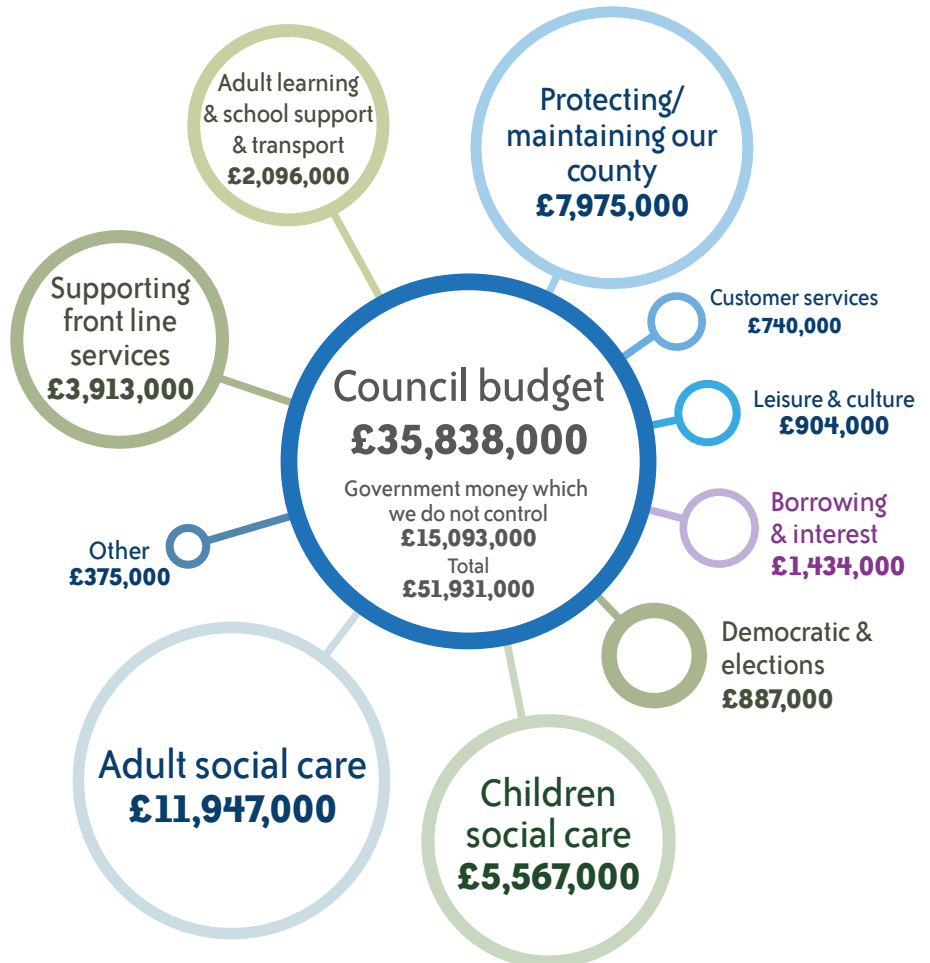 Adult learning
& school support
& transport
£2,096,000
Protecting/
maintaining our
county
£7,975,000
Supporting
front line
services
£3,913,000
Customer services
£740,000
Council budget
£35,838,000
Government money which
we do not control
£15,093,000
Total
£51,931,000
Leisure & culture
£904,000
Borrowing
& interest
£1,434,000
Other
£375,000
Democratic &
elections
£887,000
Adult social care
£11,947,000
Children
social care
£5,567,000